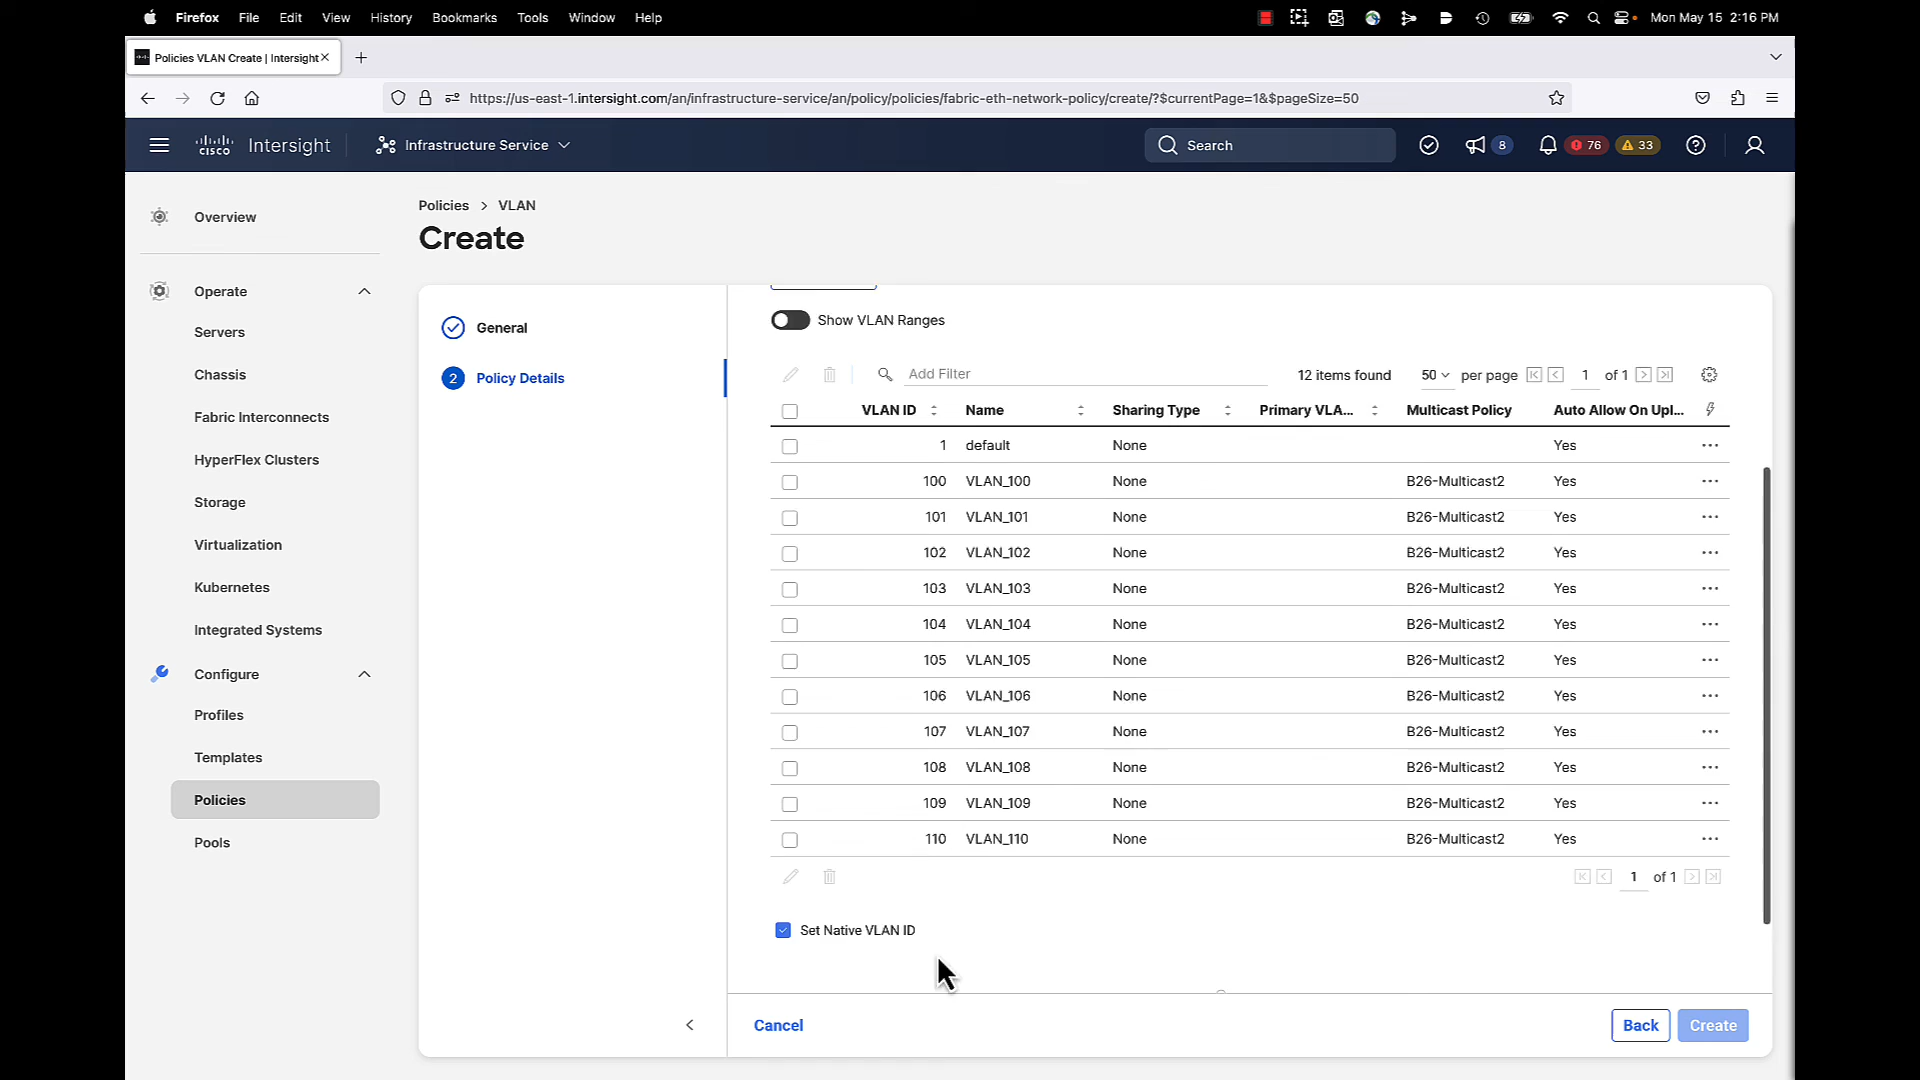 Firefox File Edit View History Bookmarks Tools Window Help Mon May 15 2:16 PM
Policies VLAN Create | Intersight
https://us-east-1.intersight.com/an/infrastructure-service/an/policy/policies/fabric-eth-network-policy/create/?$currentPage=1&$pageSize=50
CISCO Intersight Infrastructure Service Search 8 76 33
Overview
Operate
Servers
Chassis
Fabric Interconnects
HyperFlex Clusters
Storage
Virtualization
Kubernetes
Integrated Systems
Configure
Profiles
Templates
Policies
Pools
Policies > VLAN
Create
General
2 Policy Details
Show VLAN Ranges
Add Filter 12 items found 50 per page 1 of 1
VLAN ID Name Sharing Type Primary VLA... Multicast Policy Auto Allow On Upl...
1 default None Yes
100 VLAN_100 None B26-Multicast2 Yes
101 VLAN_101 None B26-Multicast2 Yes
102 VLAN_102 None B26-Multicast2 Yes
103 VLAN_103 None B26-Multicast2 Yes
104 VLAN_104 None B26-Multicast2 Yes
105 VLAN_105 None B26-Multicast2 Yes
106 VLAN_106 None B26-Multicast2 Yes
107 VLAN_107 None B26-Multicast2 Yes
108 VLAN_108 None B26-Multicast2 Yes
109 VLAN_109 None B26-Multicast2 Yes
110 VLAN_110 None B26-Multicast2 Yes
1 of 1
Set Native VLAN ID
Cancel Back Create